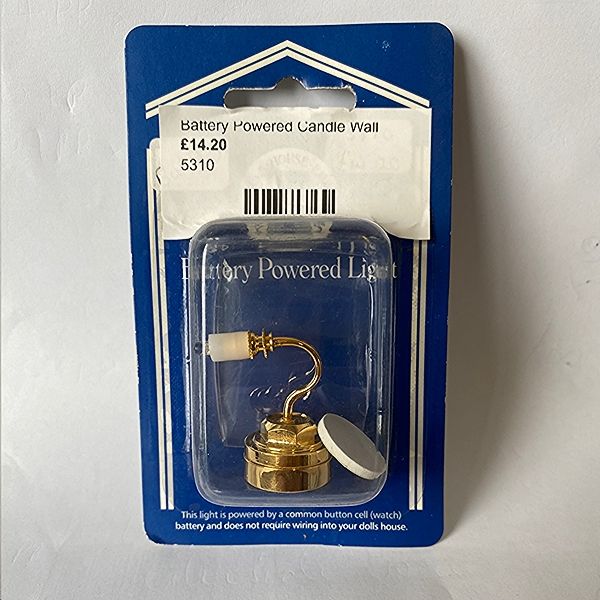 Battery Powered Candle Wall
£14.20
5310
Battery Powered Light
This light is powered by a common button cell (watch)
battery and does not require wiring into your dolls house.